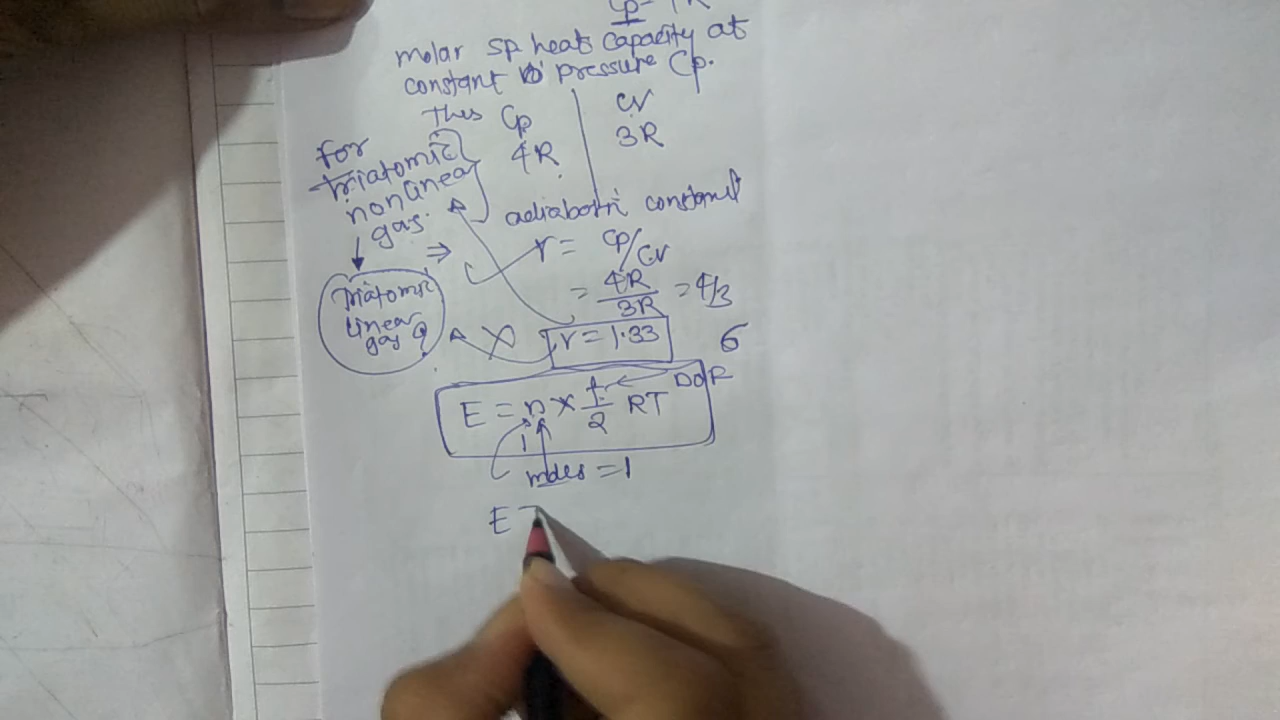 molar sp heat capacity at
constant pressure Cp.
Thus Cp
Cv
4R
3R
for
triatomic
nonlinear
gas.
adiabatic constant
r = Cp/Cv
= 4R/3R = 4/3
r = 1.33
⇒
Triatomic
linear
gas ?
6
E = n × f/2 RT
DOF
1
moles = 1
E =